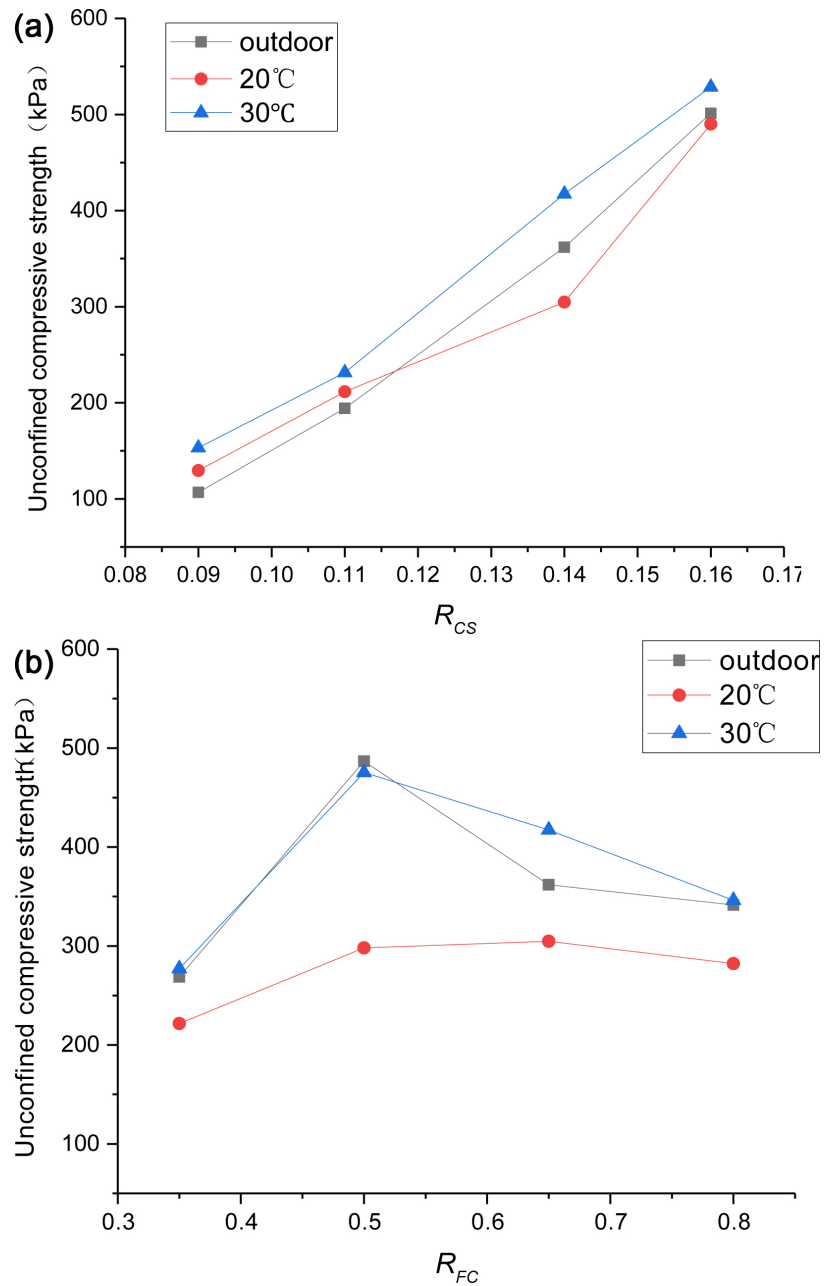 (a)
outdoor
20℃
30℃
Unconfined compressive strength（kPa）
600
500
400
300
200
100
0.08 0.09 0.10 0.11 0.12 0.13 0.14 0.15 0.16 0.17
R_CS
(b)
outdoor
20℃
30℃
Unconfined compressive strength(kPa)
600
500
400
300
200
100
0.3 0.4 0.5 0.6 0.7 0.8
R_FC